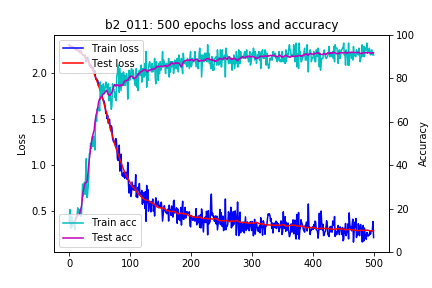 b2_011: 500 epochs loss and accuracy
Train loss
Test loss
Train acc
Test acc
Loss
2.0
1.5
1.0
0.5
Accuracy
100
80
60
40
20
0
0
100
200
300
400
500